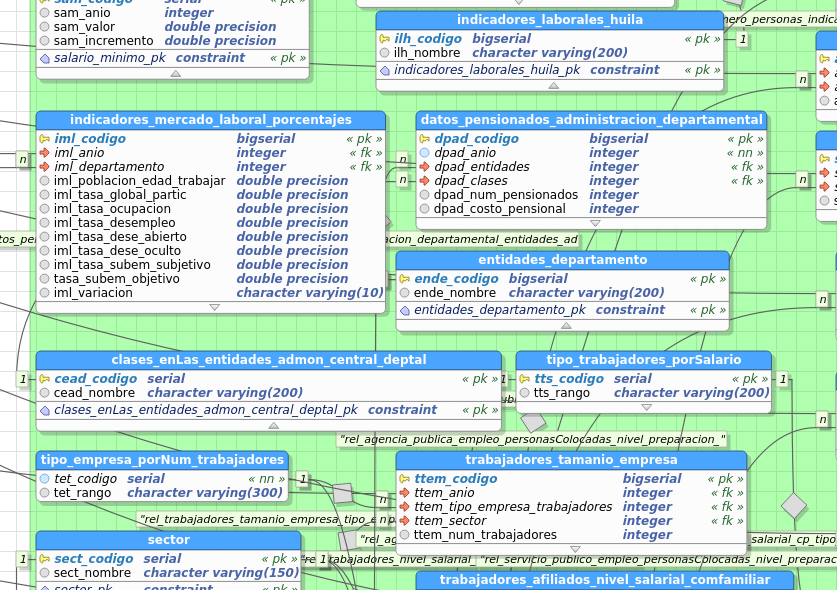 sam_codigo serial « pk »
sam_anio integer
sam_valor double precision
sam_incremento double precision
salario_minimo_pk constraint « pk »
indicadores_laborales_huila
ilh_codigo bigserial « pk »
ilh_nombre character varying(200)
indicadores_laborales_huila_pk constraint « pk »
1
n
indicadores_mercado_laboral_porcentajes
iml_codigo bigserial « pk »
iml_anio integer « fk »
iml_departamento integer « fk »
iml_poblacion_edad_trabajar double precision
iml_tasa_global_partic double precision
iml_tasa_ocupacion double precision
iml_tasa_desempleo double precision
iml_tasa_dese_abierto double precision
iml_tasa_dese_oculto double precision
iml_tasa_subem_subjetivo double precision
tasa_subem_objetivo double precision
iml_variacion character varying(10)
n
n
n
datos_pensionados_administracion_departamental
dpad_codigo bigserial « pk »
dpad_anio integer « nn »
dpad_entidades integer « fk »
dpad_clases integer « fk »
dpad_num_pensionados integer
dpad_costo_pensional integer
n
acion_departamental_entidades_ad
entidades_departamento
ende_codigo bigserial « pk »
ende_nombre character varying(200)
entidades_departamento_pk constraint « pk »
n
clases_enLas_entidades_admon_central_deptal
1
cead_codigo serial « pk »
cead_nombre character varying(200)
clases_enLas_entidades_admon_central_deptal_pk constraint « pk »
1
tipo_trabajadores_porSalario
tts_codigo serial « pk »
tts_rango character varying(200)
1
n
"rel_agencia_publica_empleo_personasColocadas_nivel_preparacion_"
tipo_empresa_porNum_trabajadores
tet_codigo serial « nn »
tet_rango character varying(300)
1
n
trabajadores_tamanio_empresa
ttem_codigo bigserial « pk »
ttem_anio integer « fk »
ttem_tipo_empresa_trabajadores integer « fk »
ttem_sector integer « fk »
ttem_num_trabajadores integer
"rel_trabajadores_tamanio_empresa_tipo_e
n
salarial_cp_tipo
sector
1
sect_codigo serial « pk »
sect_nombre character varying(150)
sector_pk constraint « pk »
1
"rel_servicio_publico_empleo_personasColocadas_nivel_preparac
trabajadores_afiliados_nivel_salarial_comfamiliar